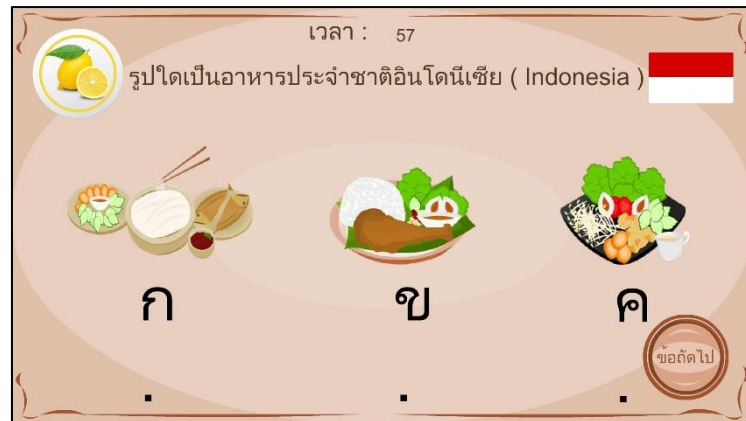 เวลา : 57
รูปใดเป็นอาหารประจำชาติอินโดนีเซีย ( Indonesia )
ก ข ค
ข้อถัดไป
. . .